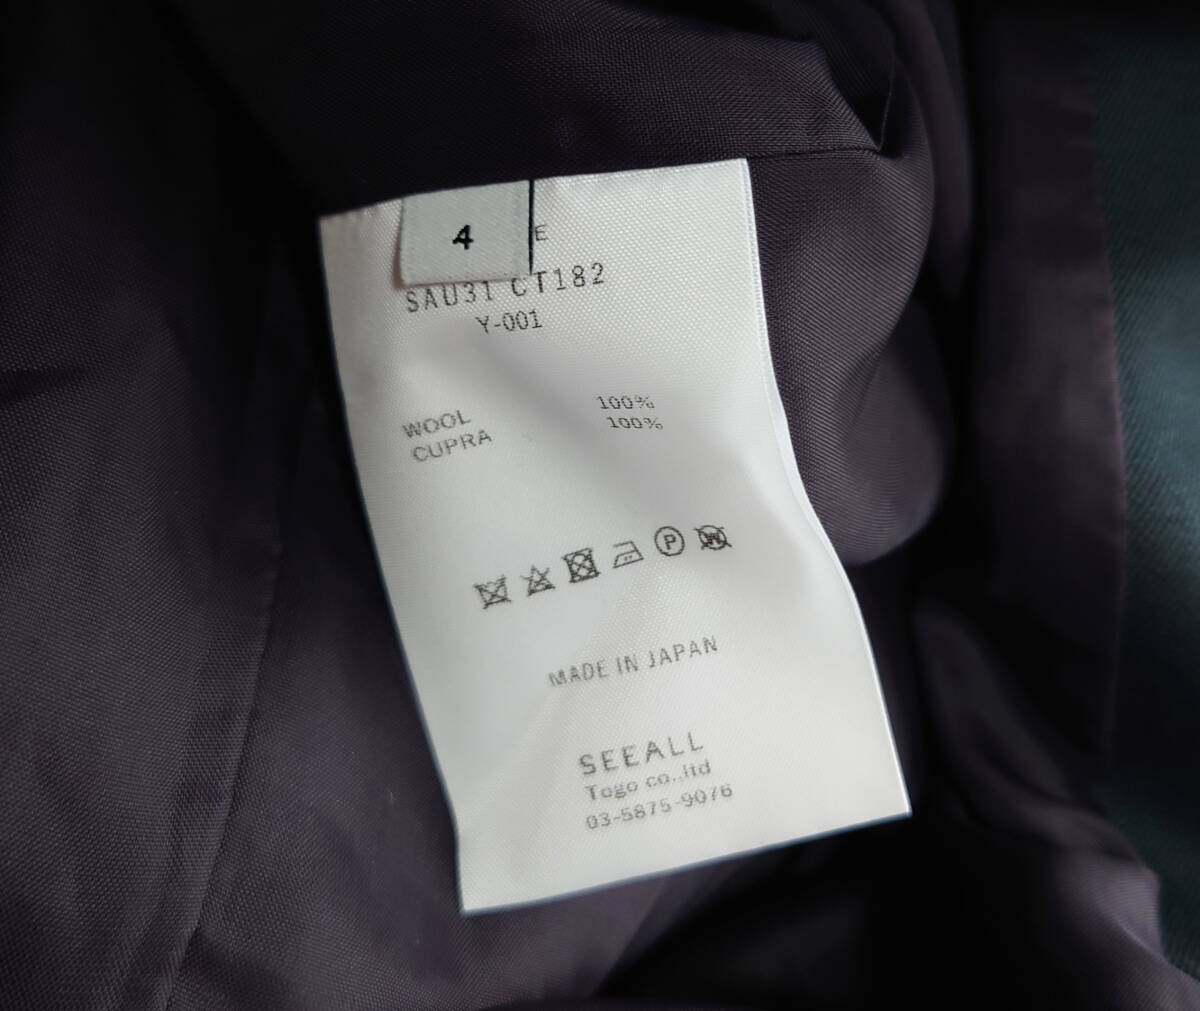 4
E
SAU31 CT182
Y-001
WOOL 100%
CUPRA 100%
P W
MADE IN JAPAN
SEEALL
Togo co.,ltd
03-5875-9076